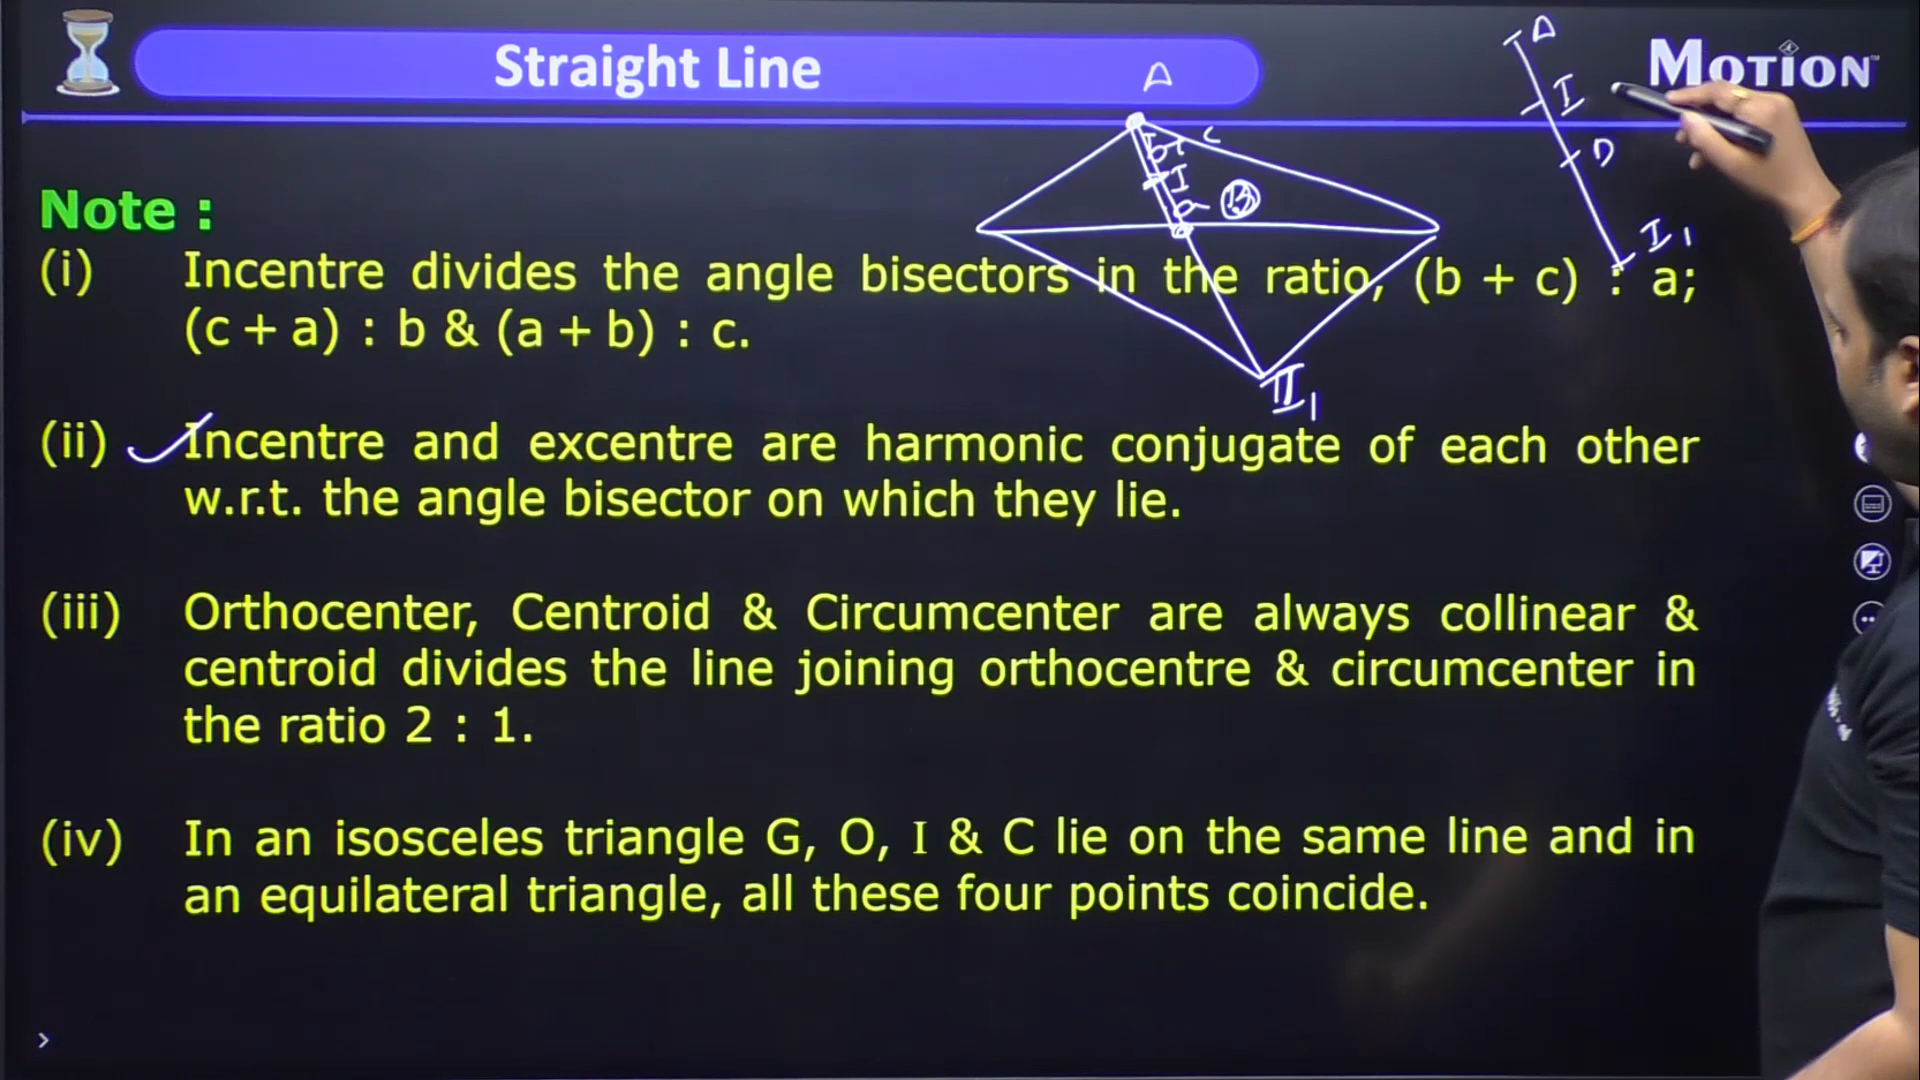 Straight Line
MOTION
A
A
I
D
I1
b+c
I
a
D
I1
Note :
(i) Incentre divides the angle bisectors in the ratio, (b + c) : a;
(c + a) : b & (a + b) : c.
(ii) Incentre and excentre are harmonic conjugate of each other
w.r.t. the angle bisector on which they lie.
(iii) Orthocenter, Centroid & Circumcenter are always collinear &
centroid divides the line joining orthocentre & circumcenter in
the ratio 2 : 1.
(iv) In an isosceles triangle G, O, I & C lie on the same line and in
an equilateral triangle, all these four points coincide.